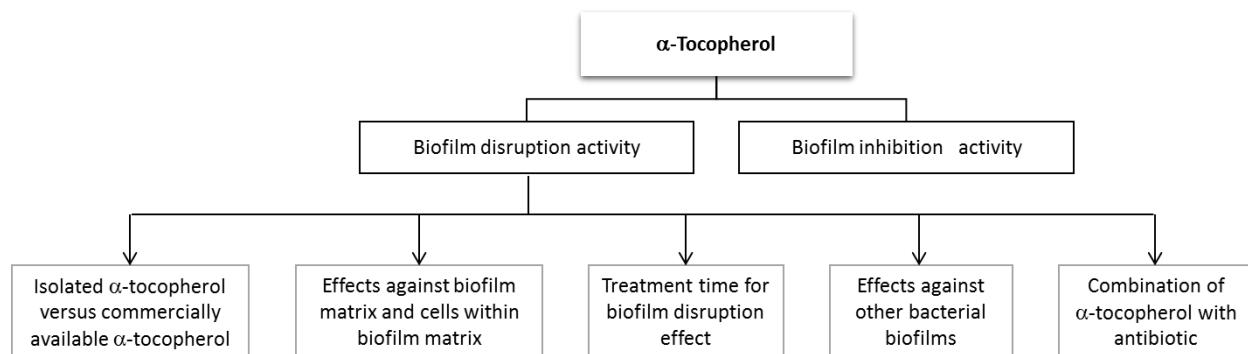 α-Tocopherol
Biofilm disruption activity
Biofilm inhibition activity
Isolated α-tocopherol
versus commercially
available α-tocopherol
Effects against biofilm
matrix and cells within
biofilm matrix
Treatment time for
biofilm disruption
effect
Effects against
other bacterial
biofilms
Combination of
α-tocopherol with
antibiotic